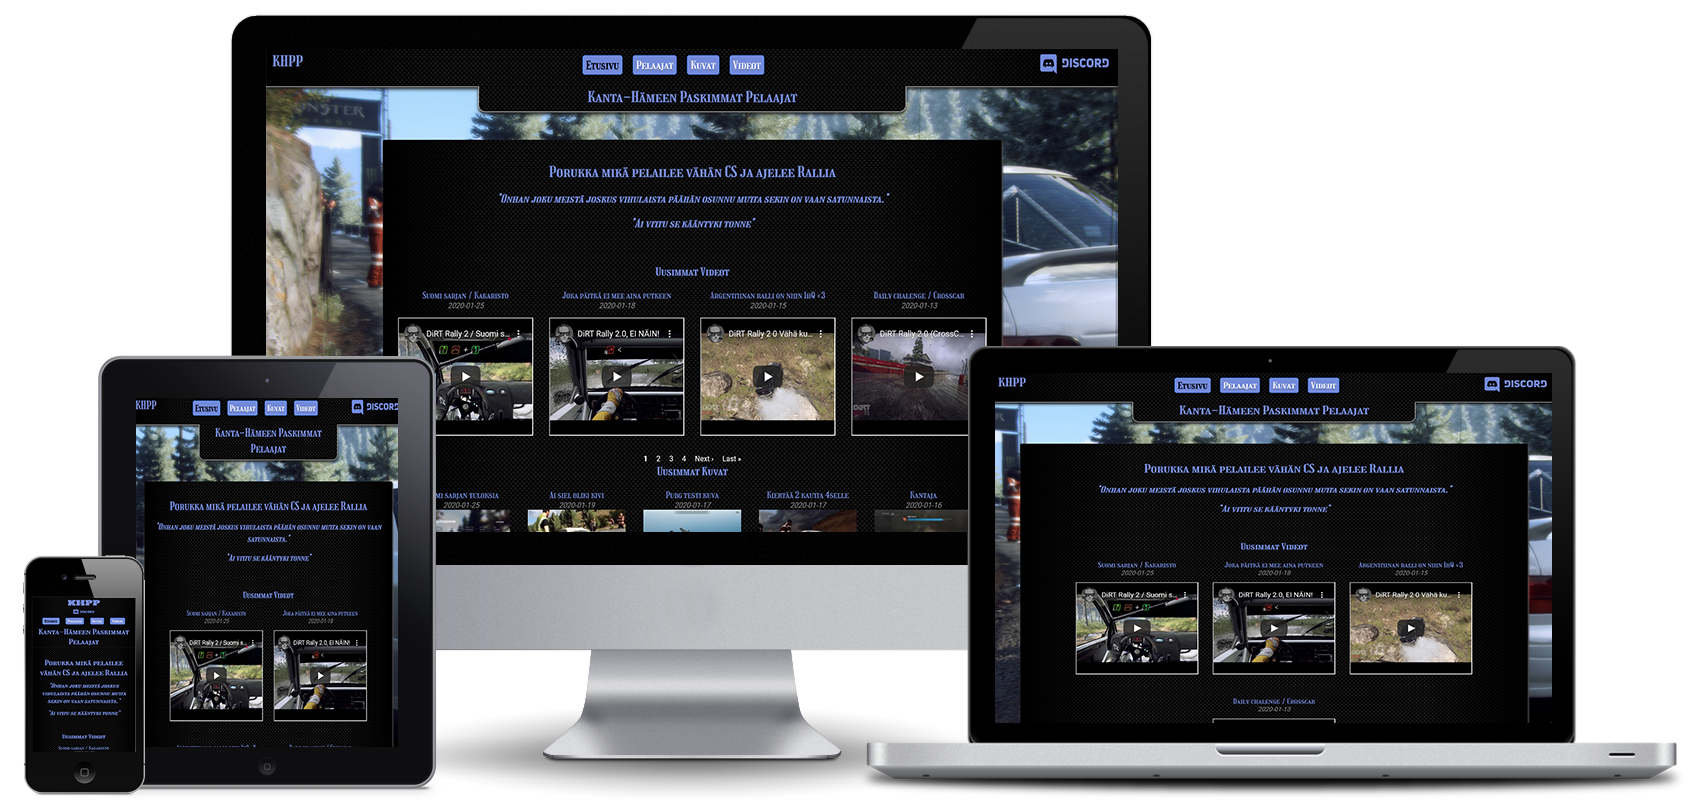 KHPP
Etusivu Pelaajat Kuvat Videot
DISCORD
Kanta-Hämeen Paskimmat Pelaajat
NSTER
Porukka mikä pelailee vähän CS ja ajelee Rallia
"Onhan joku meistä joskus vihulaista päähän osunnu mutta sekin on vaan satunnaista."
"Ai vittu se kääntyki tonne"
Uusimmat Videot
Suomi sarjan / Kakaristo
2020-01-25
Joka päitkä ei mee aina putkeen
2020-01-18
Argentiinan ralli on niiin IhQ <3
2020-01-15
Daily chalenge / Crosscar
2020-01-13
DiRT Rally 2 / Suomi s...
DiRT Rally 2.0, EI NÄIN!
DiRT Rally 2 0 Vähä ku...
DiRT Rally 2.0 (CrossC...
1 2 3 4 Next › Last »
Uusimmat Kuvat
mi sarjan tuloksia
2020-01-25
Ai siel oliki kivi
2020-01-19
Pubg testi kuva
2020-01-17
Kiertää 2 kautta 4selle
2020-01-17
Kantaja
2020-01-16
KHPP
Etusivu Pelaajat Kuvat Videot
DISCORD
Kanta-Hämeen Paskimmat
Pelaajat
Porukka mikä pelailee vähän CS ja ajelee Rallia
"Onhan joku meistä joskus vihulaista päähän osunnu mutta sekin on vaan
satunnaista."
"Ai vittu se kääntyki tonne"
Uusimmat Videot
Suomi sarjan / Kakaristo
2020-01-25
Joka päitkä ei mee aina putkeen
2020-01-18
DiRT Rally 2 / Suomi s...
DiRT Rally 2.0, EI NÄIN!
KHPP
DISCORD
Etusivu Pelaajat Kuvat Videot
Kanta-Hämeen Paskimmat
Pelaajat
Porukka mikä pelailee
vähän CS ja ajelee Rallia
"Onhan joku meistä joskus
vihulaista päähän osunnu mutta
sekin on vaan satunnaista."
"Ai vittu se kääntyki tonne"
Uusimmat Videot
Suomi sarjan / Kakaristo
KHPP
Etusivu Pelaajat Kuvat Videot
DISCORD
Kanta-Hämeen Paskimmat Pelaajat
Porukka mikä pelailee vähän CS ja ajelee Rallia
"Onhan joku meistä joskus vihulaista päähän osunnu mutta sekin on vaan satunnaista."
"Ai vittu se kääntyki tonne"
Uusimmat Videot
Suomi sarjan / Kakaristo
2020-01-25
Joka päitkä ei mee aina putkeen
2020-01-18
Argentiinan ralli on niiin IhQ <3
2020-01-15
DiRT Rally 2 / Suomi s...
DiRT Rally 2.0, EI NÄIN!
DiRT Rally 2 0 Vähä ku...
Daily chalenge / Crosscar
2020-01-13